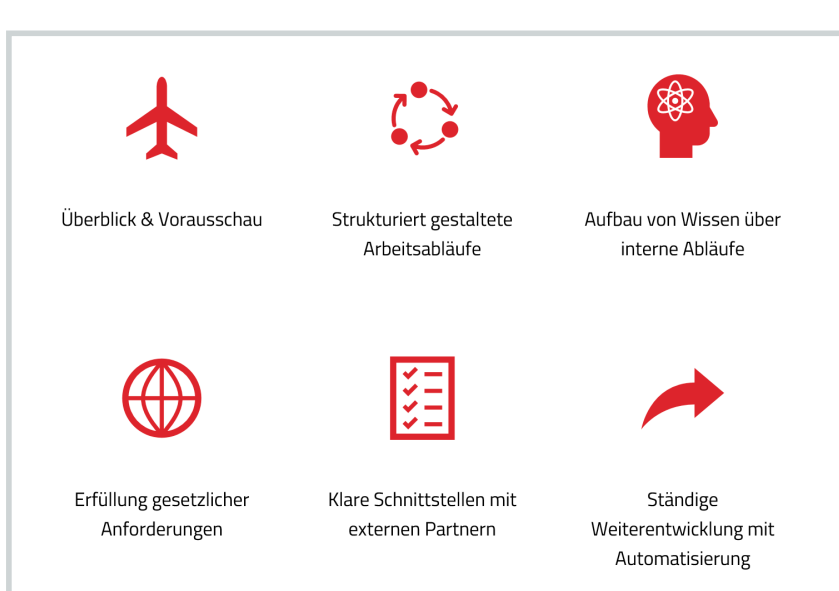 Überblick & Vorausschau
Strukturiert gestaltete
Arbeitsabläufe
Aufbau von Wissen über
interne Abläufe
Erfüllung gesetzlicher
Anforderungen
Klare Schnittstellen mit
externen Partnern
Ständige
Weiterentwicklung mit
Automatisierung